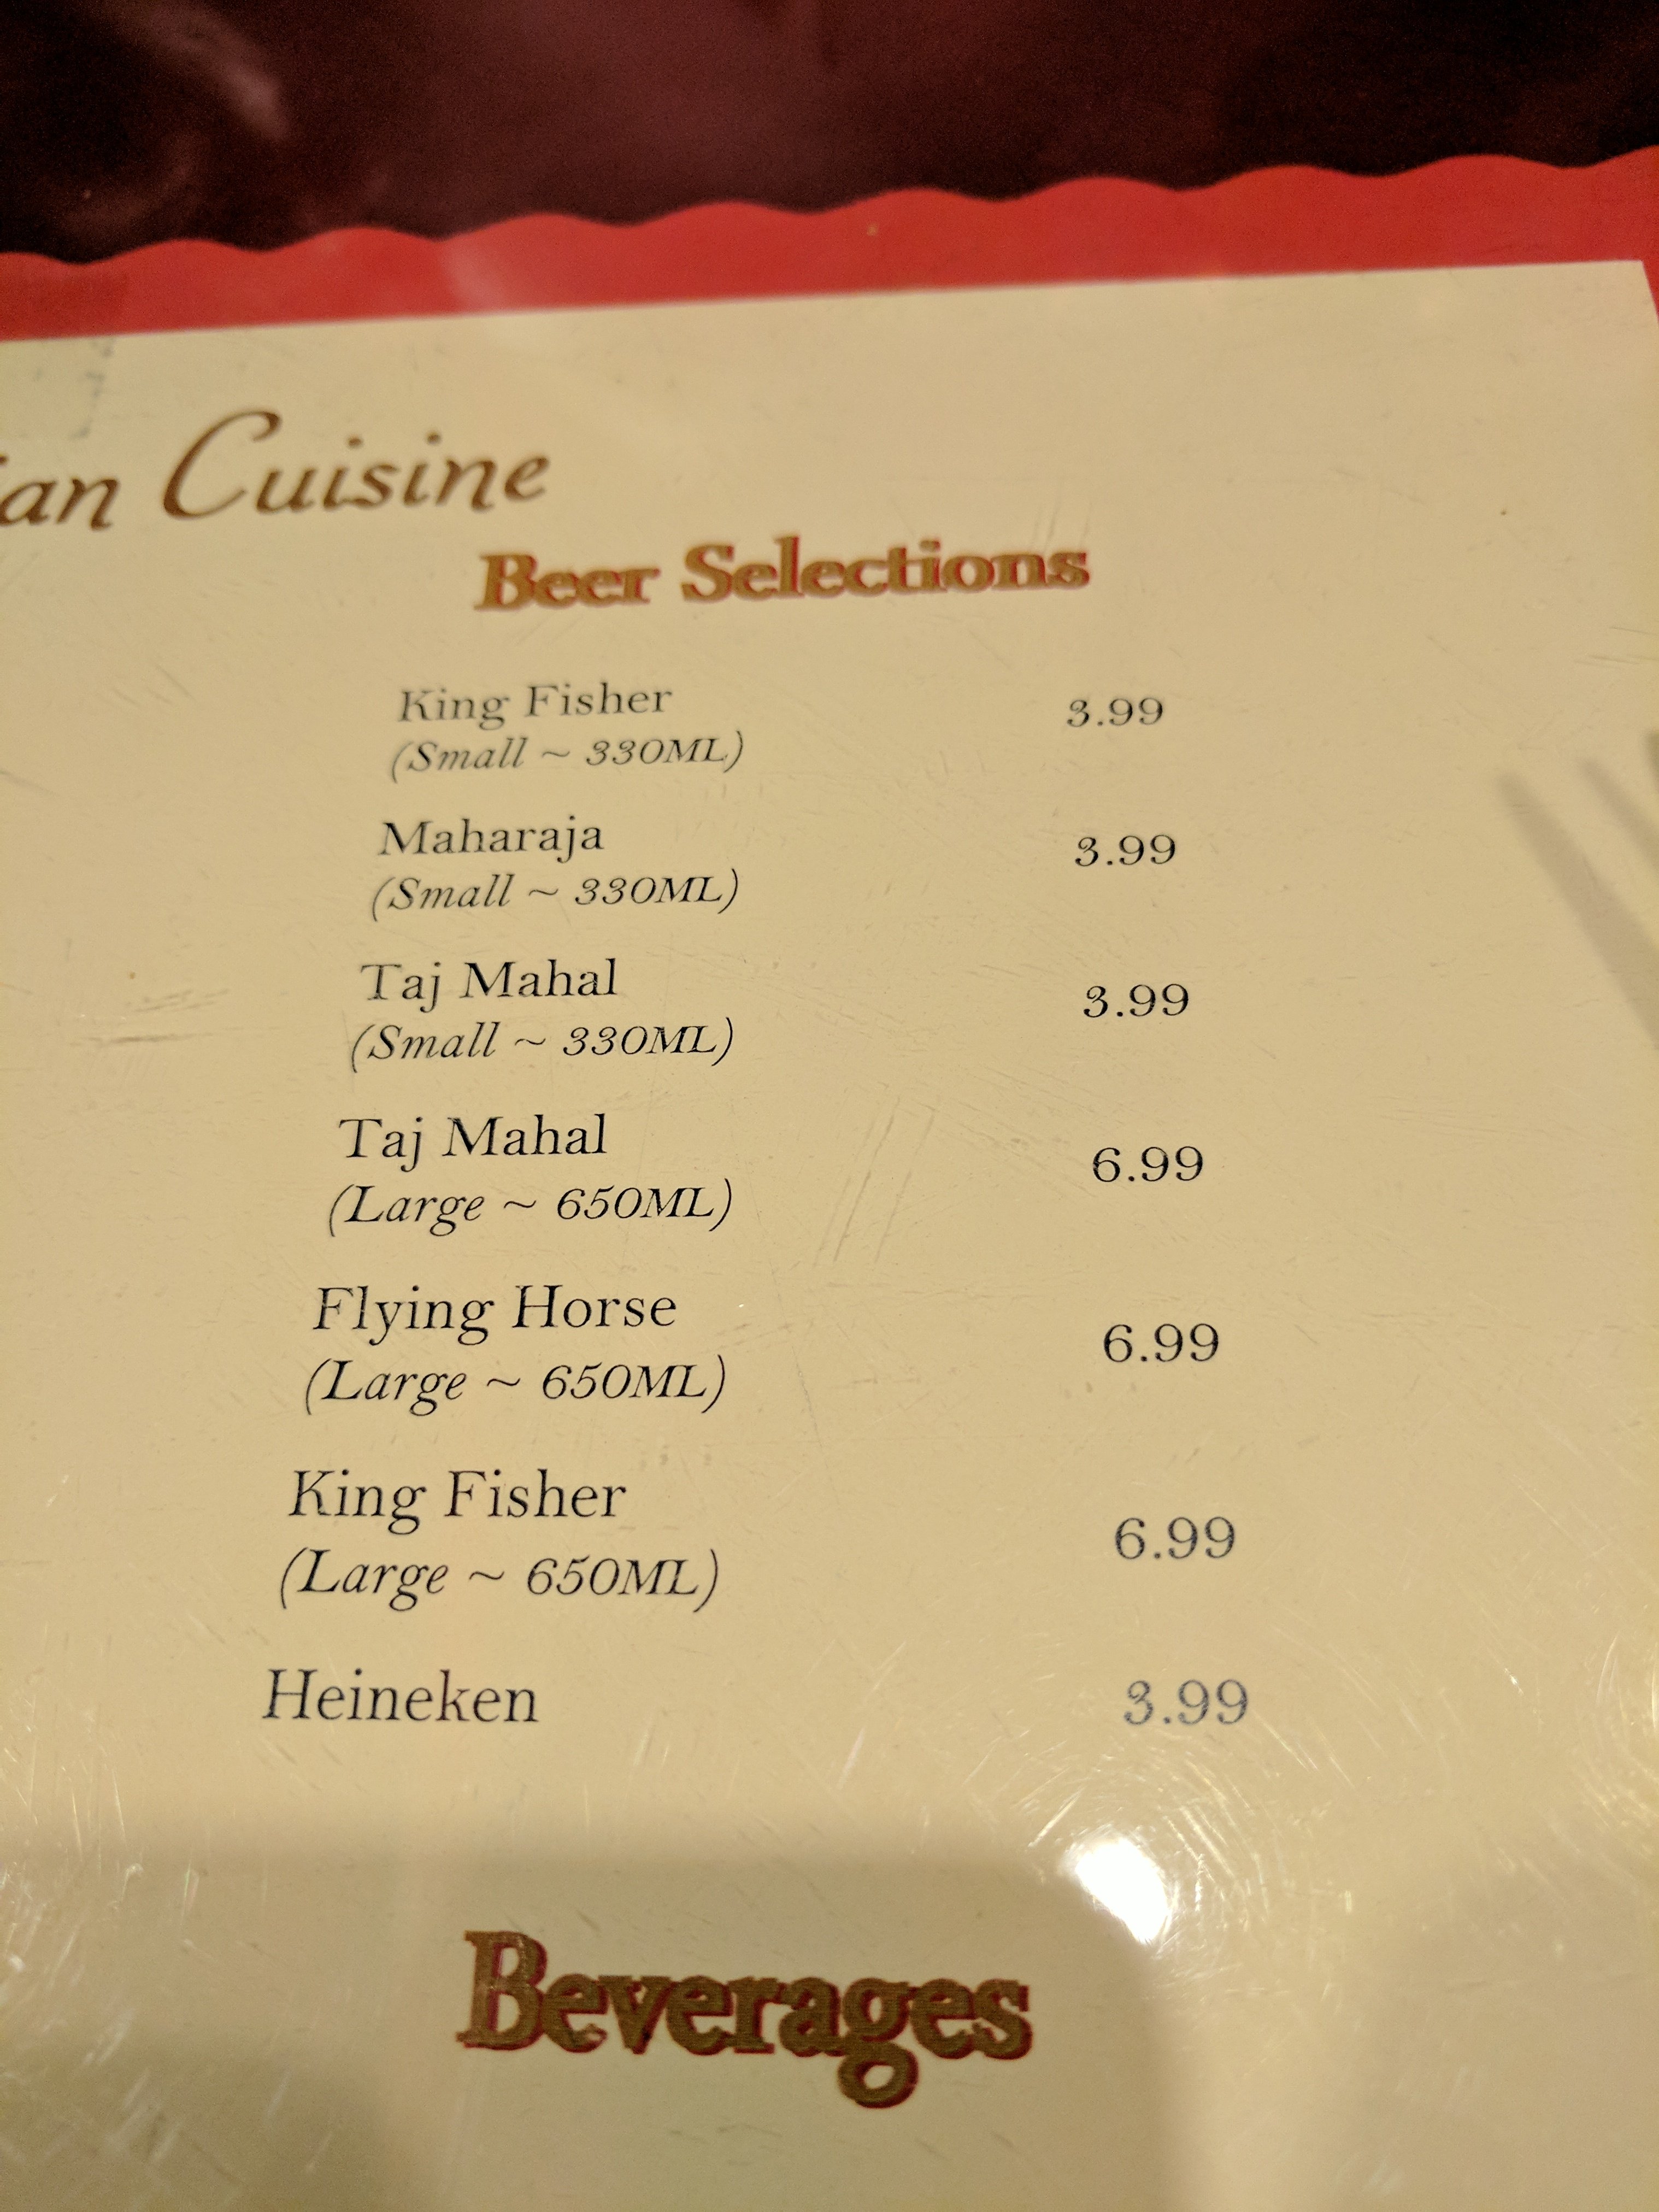 an Cuisine
Beer Selections
King Fisher 3.99
(Small ~ 330ML)
Maharaja 3.99
(Small ~ 330ML)
Taj Mahal 3.99
(Small ~ 330ML)
Taj Mahal 6.99
(Large ~ 650ML)
Flying Horse 6.99
(Large ~ 650ML)
King Fisher 6.99
(Large ~ 650ML)
Heineken 3.99
Beverages